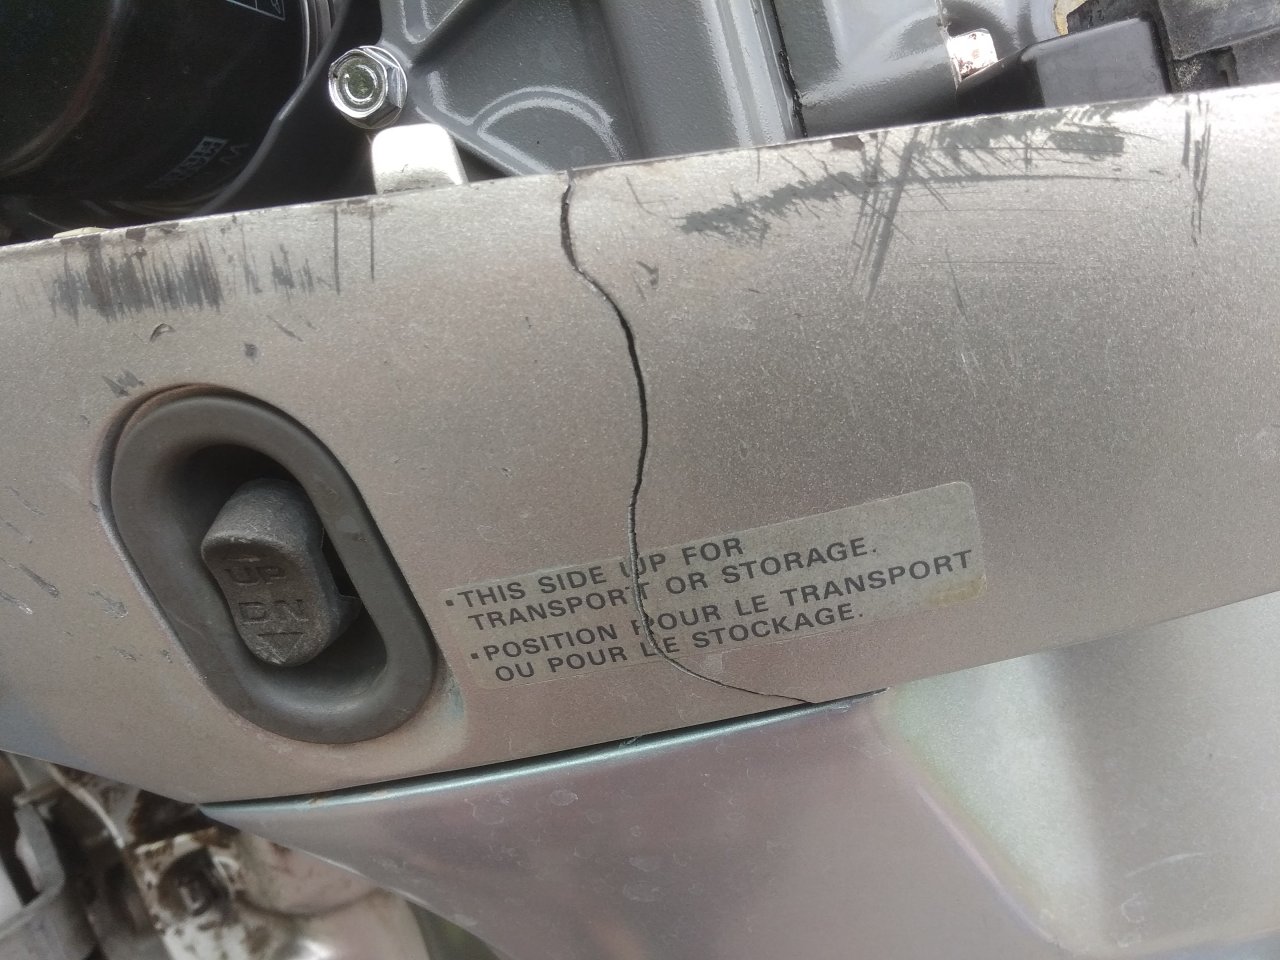 • THIS SIDE UP FOR
TRANSPORT OR STORAGE.
• POSITION POUR LE TRANSPORT
OU POUR LE STOCKAGE.
UP
DN